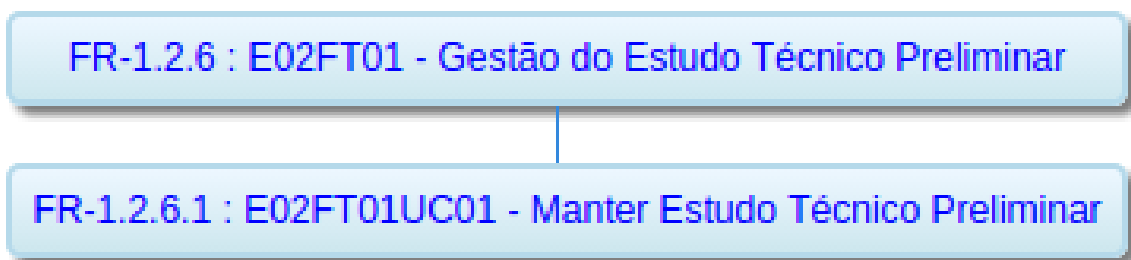 FR-1.2.6 : E02FT01 - Gestão do Estudo Técnico Preliminar
FR-1.2.6.1 : E02FT01UC01 - Manter Estudo Técnico Preliminar